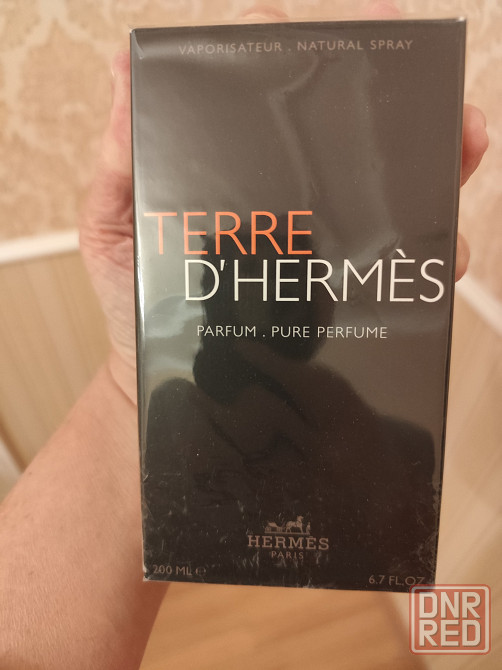 VAPORISATEUR . NATURAL SPRAY
TERRE
D'HERMÈS
PARFUM . PURE PERFUME
HERMÈS
PARIS
200 ML ℮
6.7 FL.OZ
DNR
RED